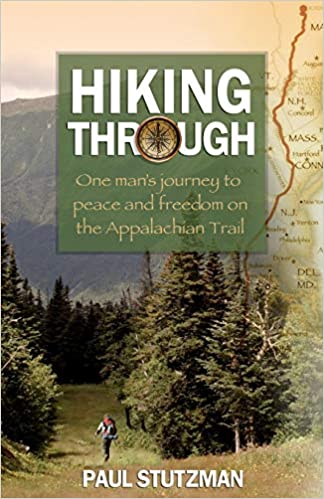 HIKING
THROUGH
One man's journey to
peace and freedom on
the Appalachian Trail
Augusta
N.H.
Concord
MASS.
Hartford
CONN
New York
N.J.
Trenton
Philadelphia
DEL.
MD.
PAUL STUTZMAN